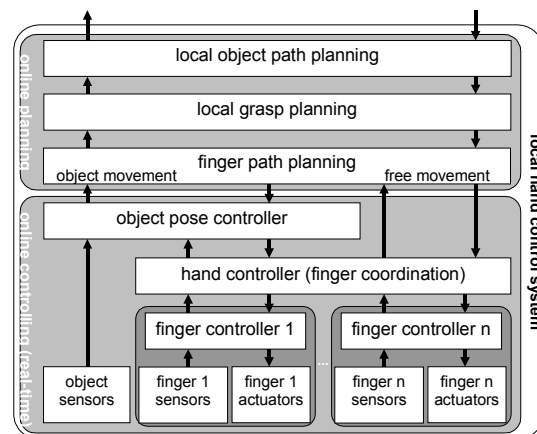 local object path planning
local grasp planning
finger path planning
object movement
free movement
object pose controller
hand controller (finger coordination)
finger controller 1
finger controller n
...
object
sensors
finger 1
sensors
finger 1
actuators
finger n
sensors
finger n
actuators
online planning
online controlling (real-time)
local hand control system